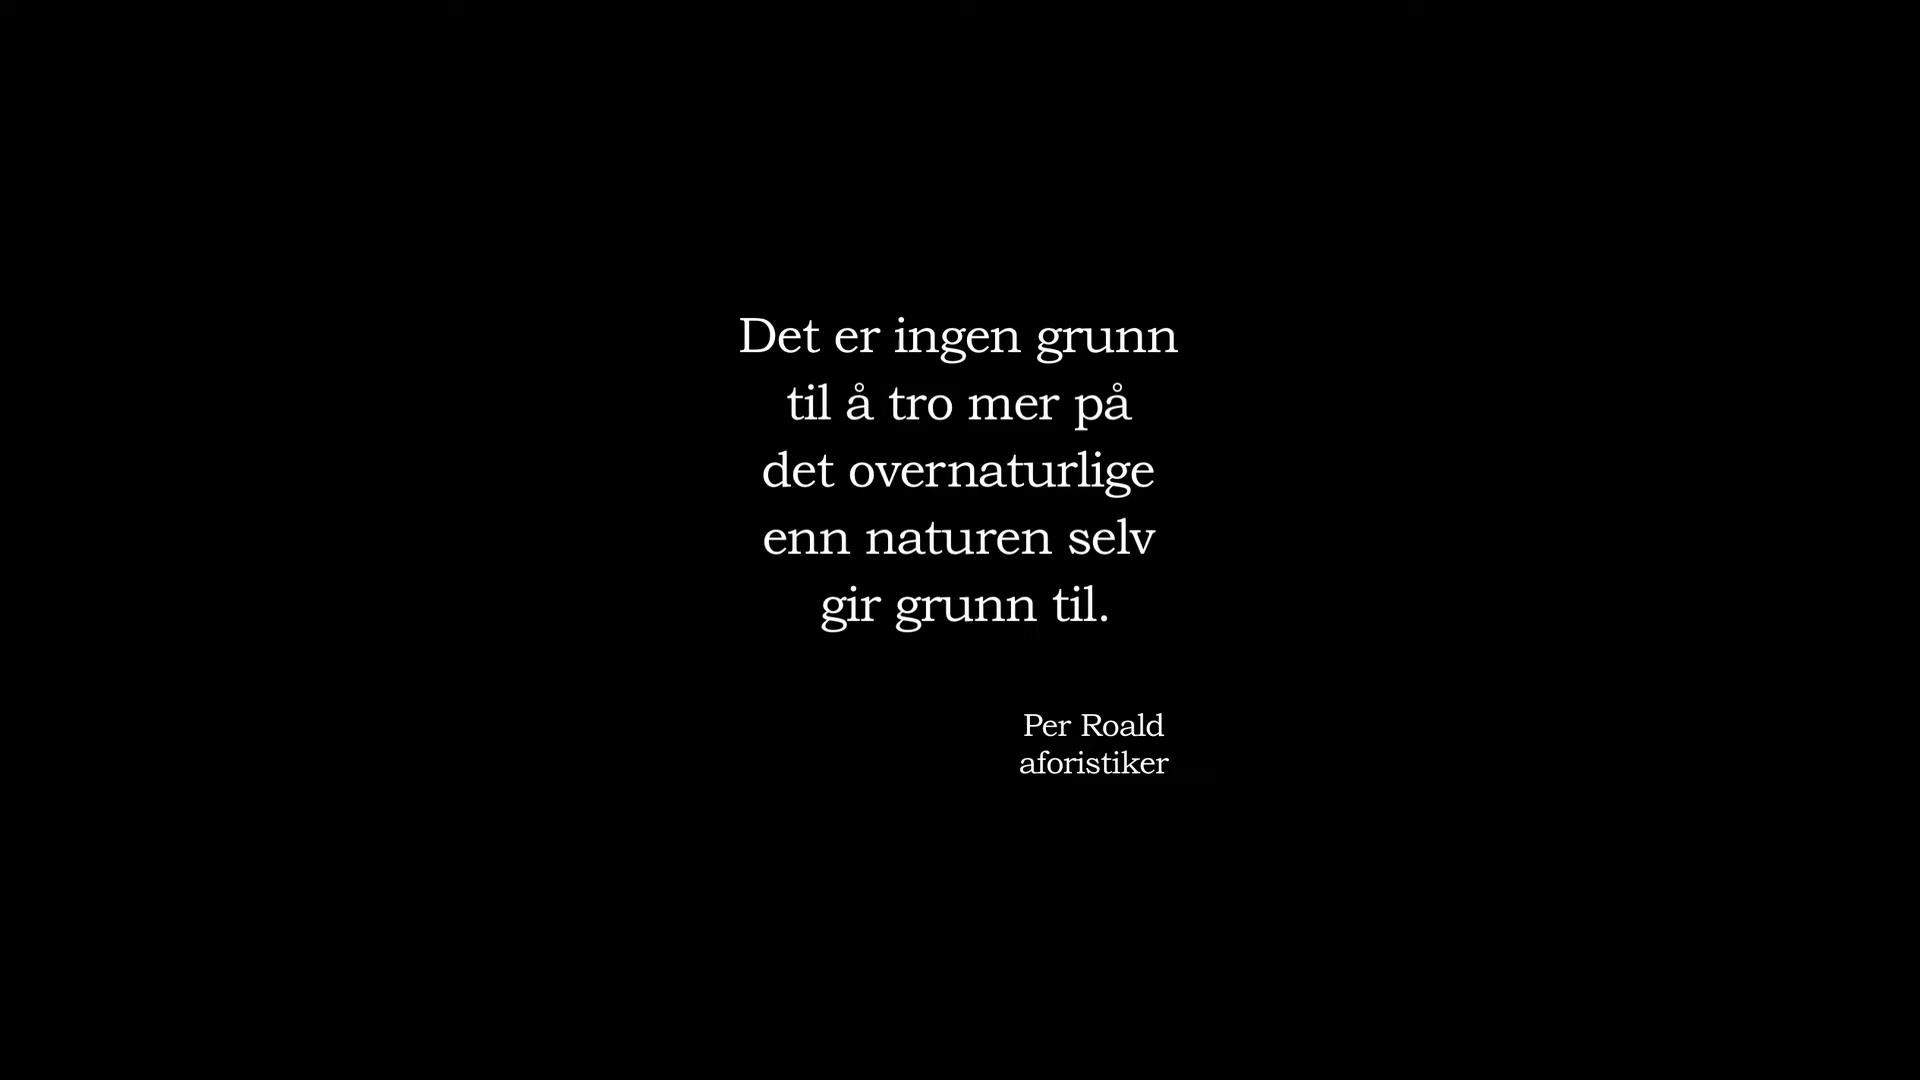 Det er ingen grunn
til å tro mer på
det overnaturlige
enn naturen selv
gir grunn til.
Per Roald
aforistiker